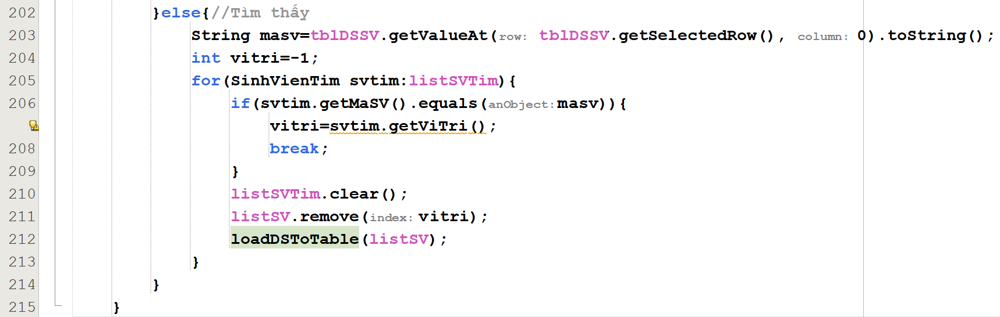 202 }else{//Tìm thấy
203 String masv=tblDSSV.getValueAt(row: tblDSSV.getSelectedRow(), column: 0).toString();
204 int vitri=-1;
205 for(SinhVienTim svtim:listSVTim){
206 if(svtim.getMaSV().equals(anObject:masv)){
vitri=svtim.getViTri();
208 break;
209 }
210 listSVTim.clear();
211 listSV.remove(index:vitri);
212 loadDSToTable(listSV);
213 }
214 }
215 }